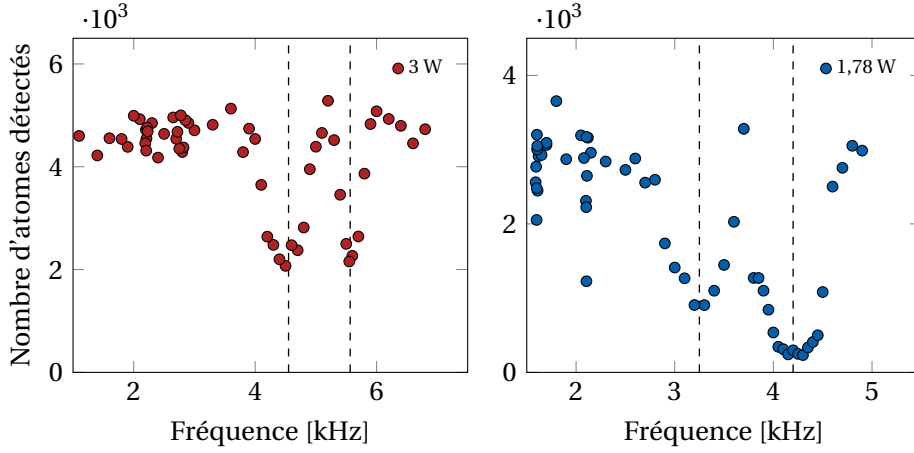 ·10³ ·10³
6 4 2 0
Nombre d'atomes détectés
3 W
2 4 6
Fréquence [kHz]
4 2 0
1,78 W
2 3 4 5
Fréquence [kHz]